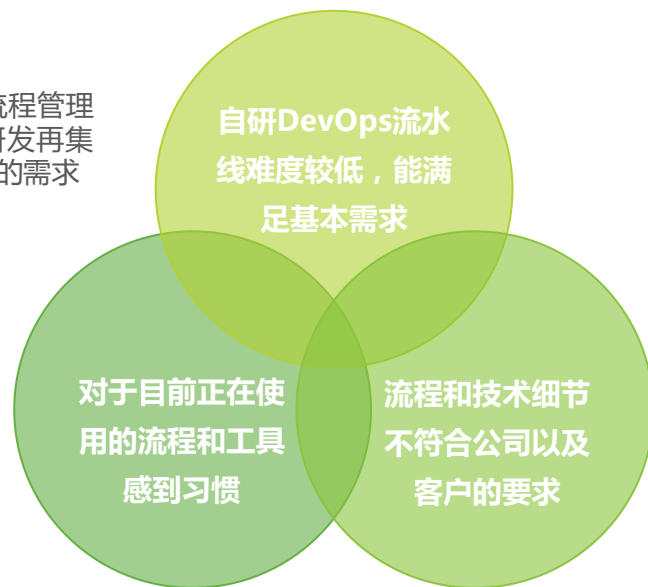 流程管理
研发再集
的需求
自研DevOps流水
线难度较低，能满
足基本需求
对于目前正在使
用的流程和工具
感到习惯
流程和技术细节
不符合公司以及
客户的要求